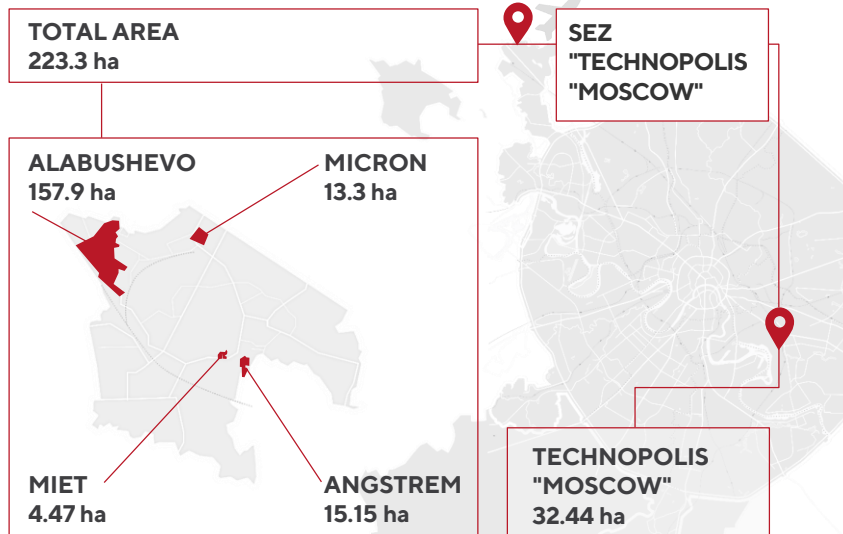 TOTAL AREA
223.3 ha
SEZ
"TECHNOPOLIS
"MOSCOW"
ALABUSHEVO
157.9 ha
MICRON
13.3 ha
MIET
4.47 ha
ANGSTREM
15.15 ha
TECHNOPOLIS
"MOSCOW"
32.44 ha